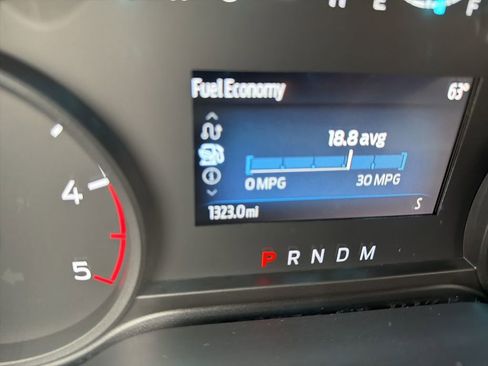 H E F
Fuel Economy 63°
18.8 avg
0 MPG 30 MPG
1323.0 mi S
P R N D M
4
5